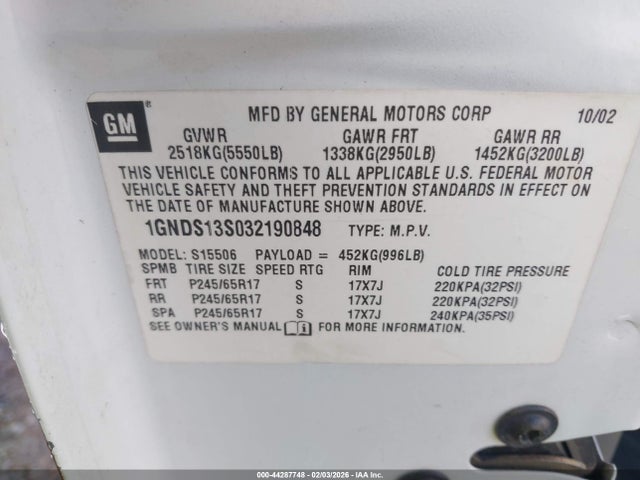 GM ®
MFD BY GENERAL MOTORS CORP 10/02
GVWR GAWR FRT GAWR RR
2518KG(5550LB) 1338KG(2950LB) 1452KG(3200LB)
THIS VEHICLE CONFORMS TO ALL APPLICABLE U.S. FEDERAL MOTOR
VEHICLE SAFETY AND THEFT PREVENTION STANDARDS IN EFFECT ON
THE DATE OF MANUFACTURE SHOWN ABOVE.
1GNDS13S032190848 TYPE: M.P.V.
MODEL: S15506 PAYLOAD = 452KG(996LB)
SPMB TIRE SIZE SPEED RTG RIM COLD TIRE PRESSURE
FRT P245/65R17 S 17X7J 220KPA(32PSI)
RR P245/65R17 S 17X7J 220KPA(32PSI)
SPA P245/65R17 S 17X7J 240KPA(35PSI)
SEE OWNER'S MANUAL i FOR MORE INFORMATION.
000-44287748 - 02/03/2026 - IAA Inc.